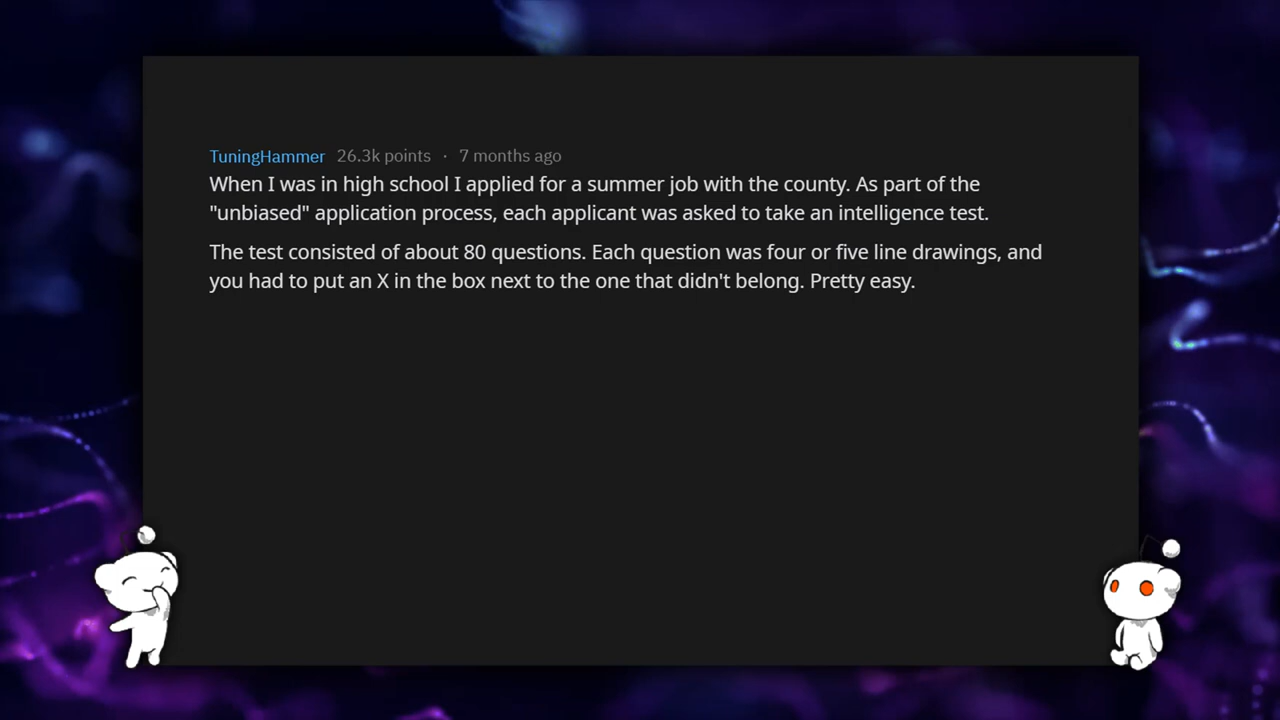 TuningHammer 26.3k points · 7 months ago
When I was in high school I applied for a summer job with the county. As part of the
"unbiased" application process, each applicant was asked to take an intelligence test.
The test consisted of about 80 questions. Each question was four or five line drawings, and
you had to put an X in the box next to the one that didn't belong. Pretty easy.